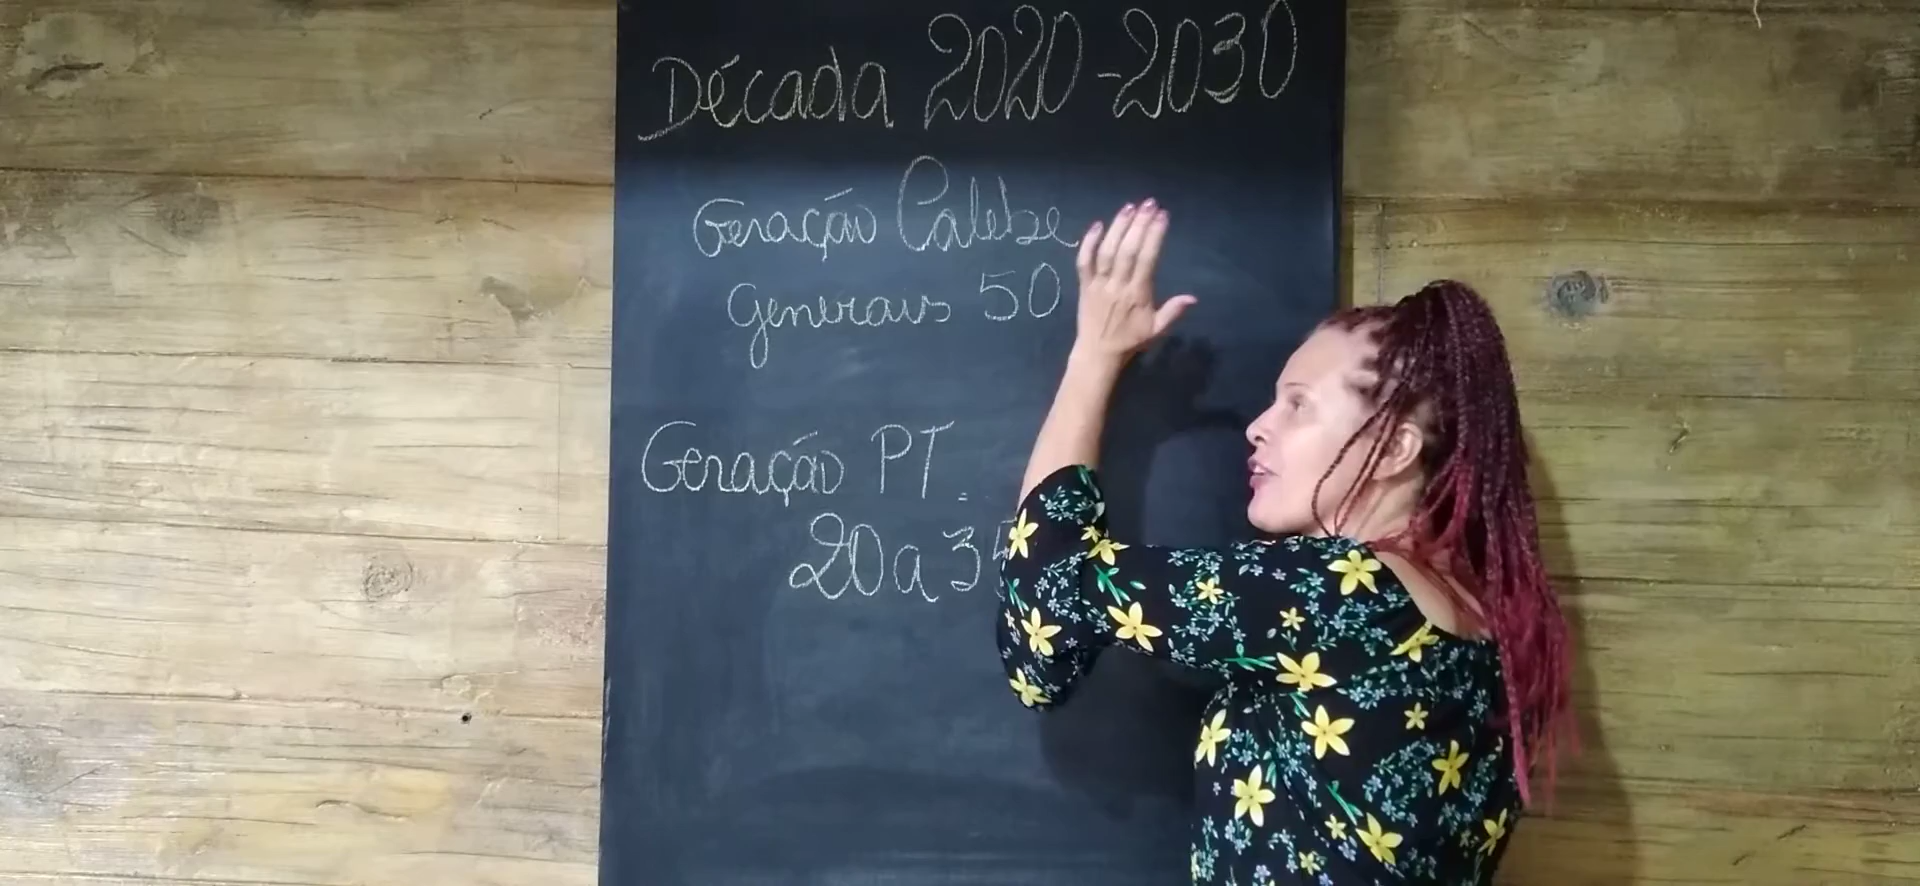 Década 2020-2030
Geração Calebe
Generais 50
Geração PT.
20 a 35